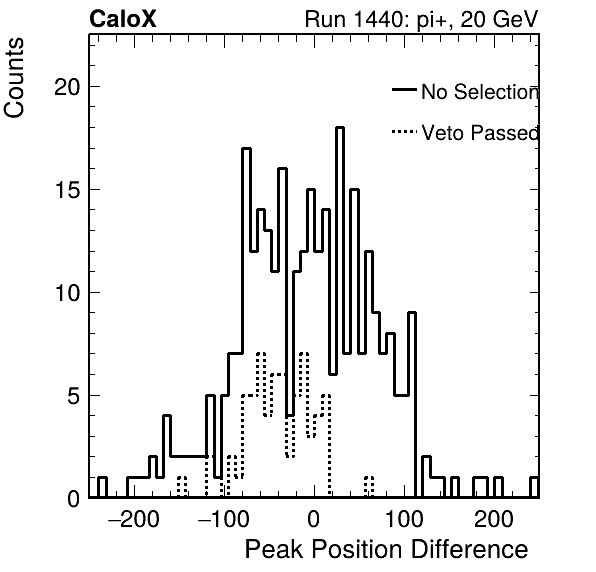 CaloX Run 1440: pi+, 20 GeV
Counts
No Selection
Veto Passed
20
15
10
5
0
−200 −100 0 100 200
Peak Position Difference